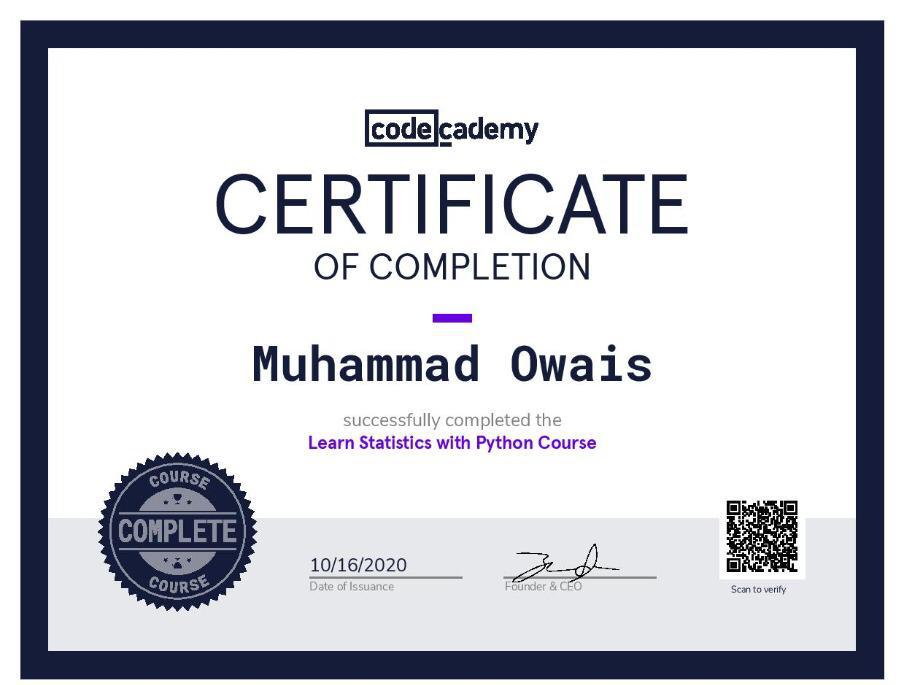 codecademy
CERTIFICATE
OF COMPLETION
Muhammad Owais
successfully completed the
Learn Statistics with Python Course
COURSE
COMPLETE
COURSE
10/16/2020
Date of Issuance
Founder & CEO
Scan to verify